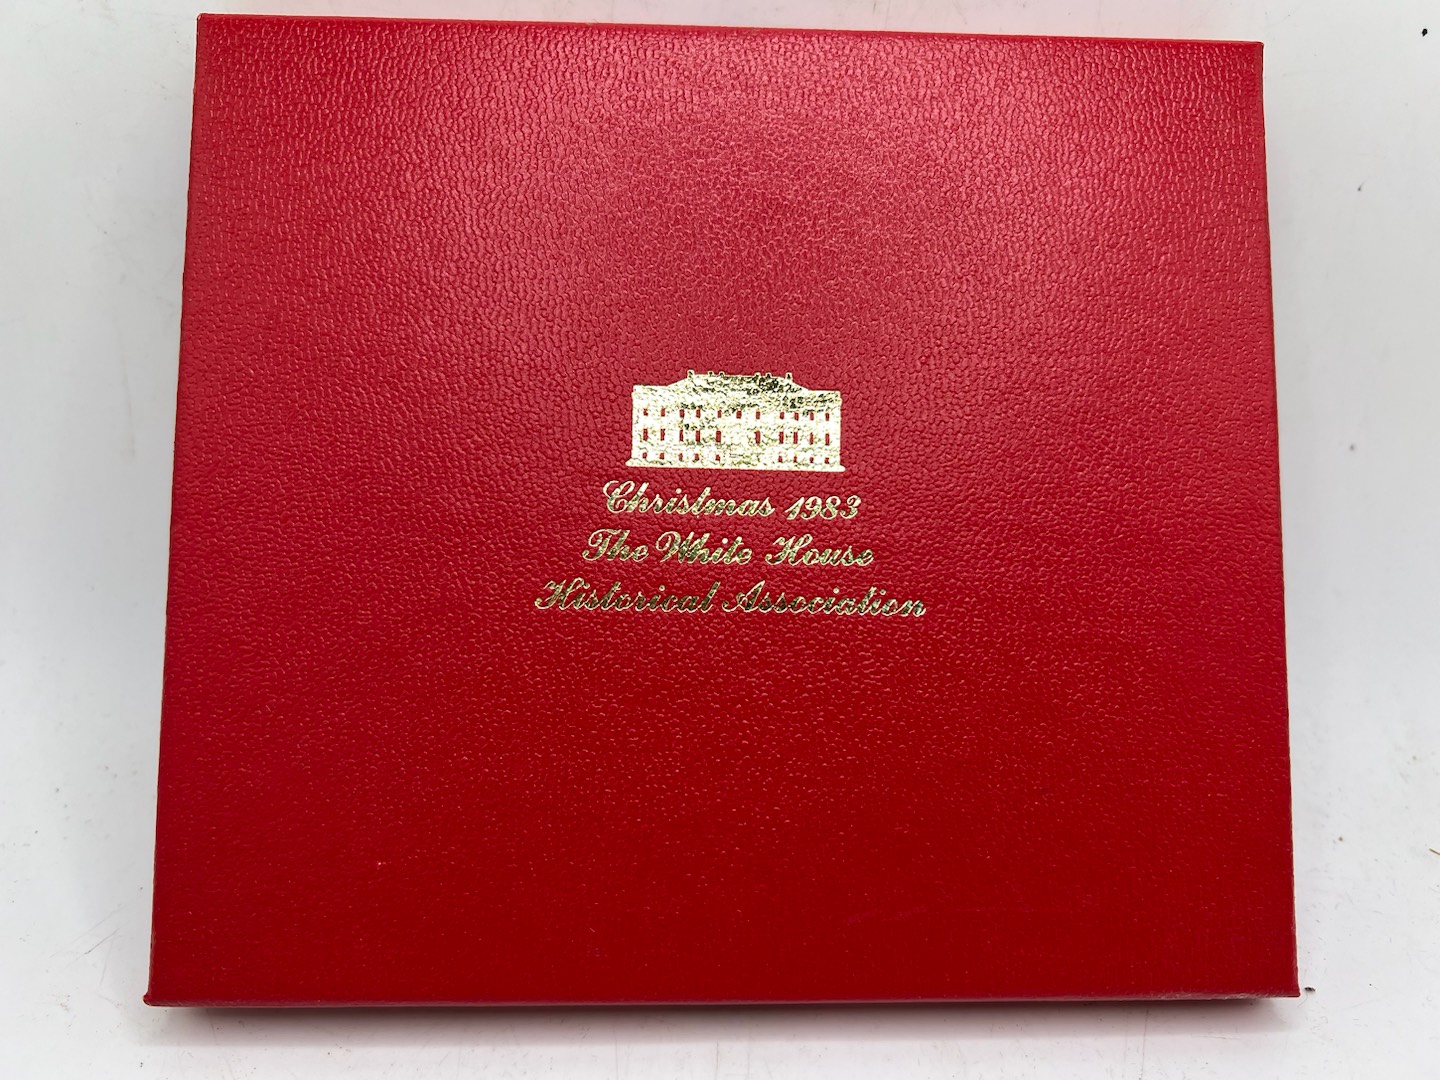 Christmas 1983
The White House
Historical Association